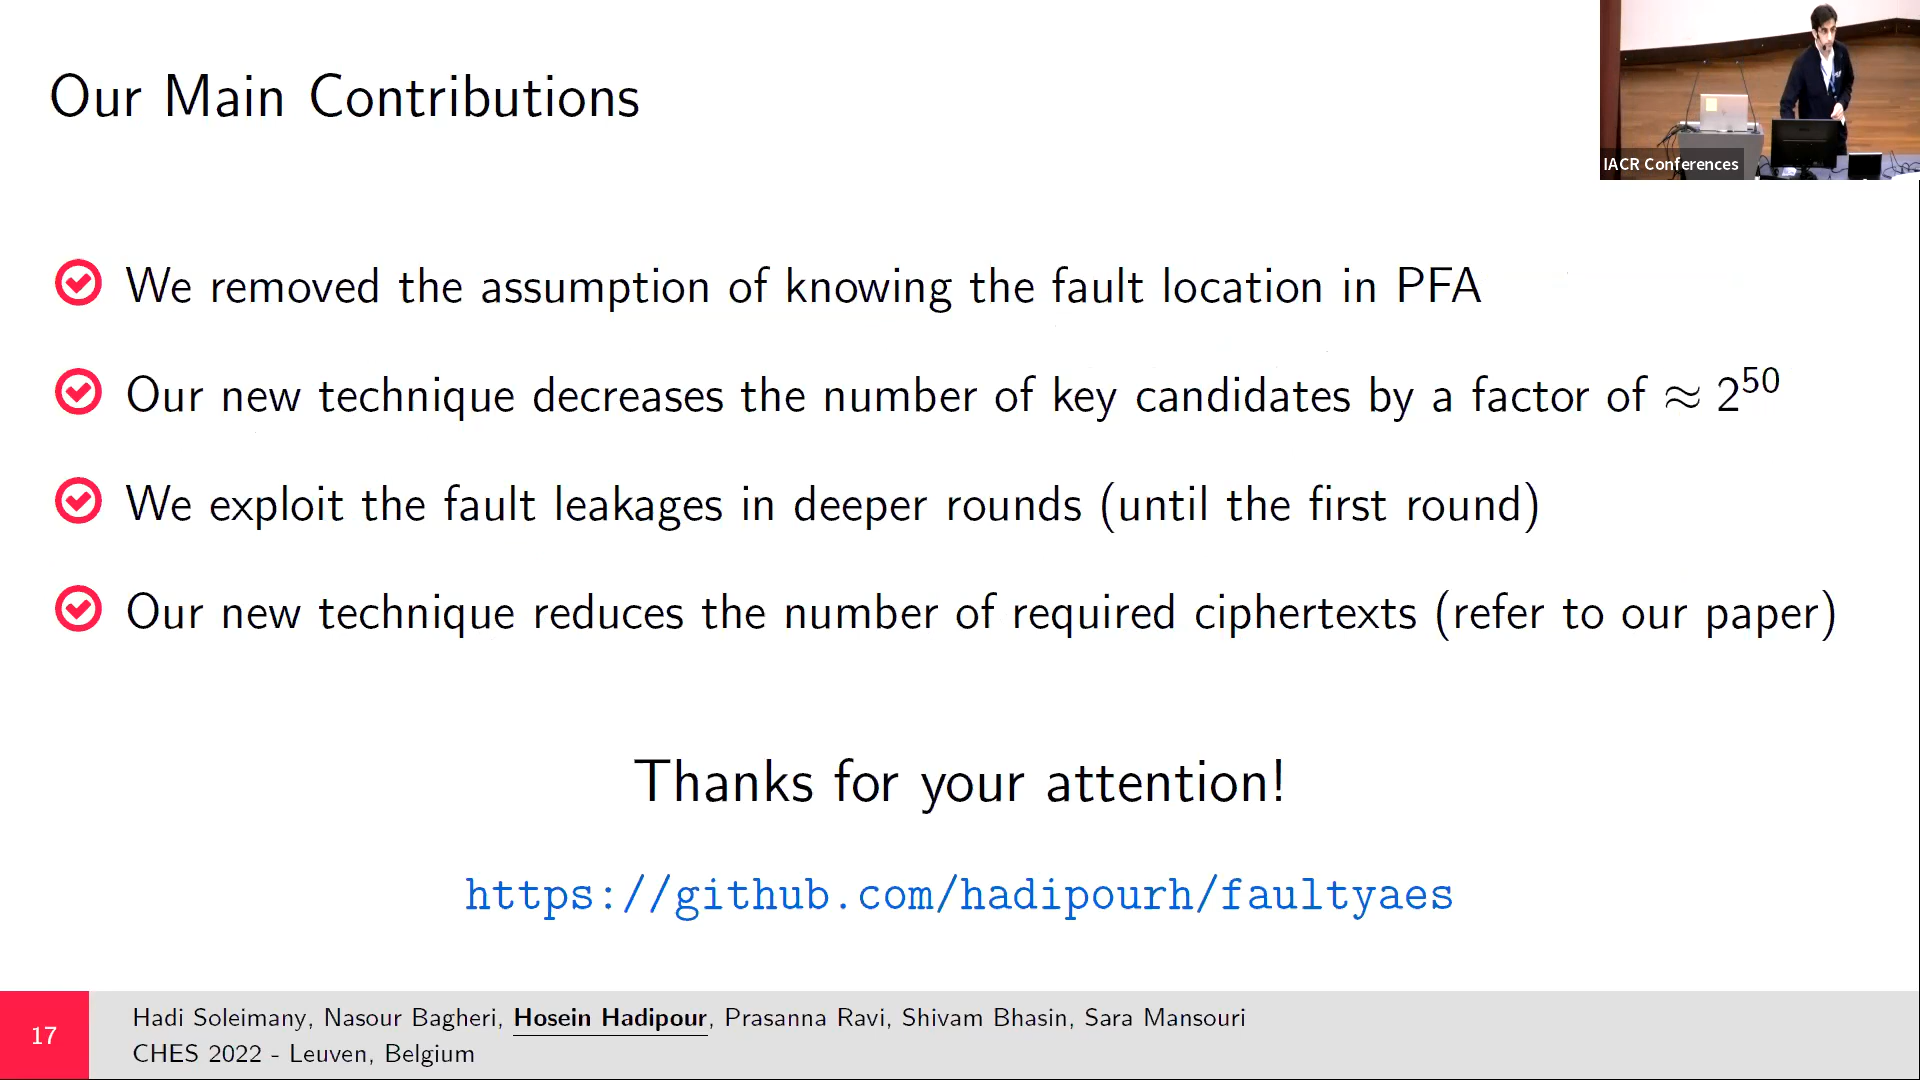 Our Main Contributions
IACR Conferences
We removed the assumption of knowing the fault location in PFA
Our new technique decreases the number of key candidates by a factor of ≈ 2^50
We exploit the fault leakages in deeper rounds (until the first round)
Our new technique reduces the number of required ciphertexts (refer to our paper)
Thanks for your attention!
https://github.com/hadipourh/faultyaes
17
Hadi Soleimany, Nasour Bagheri, Hosein Hadipour, Prasanna Ravi, Shivam Bhasin, Sara Mansouri
CHES 2022 - Leuven, Belgium